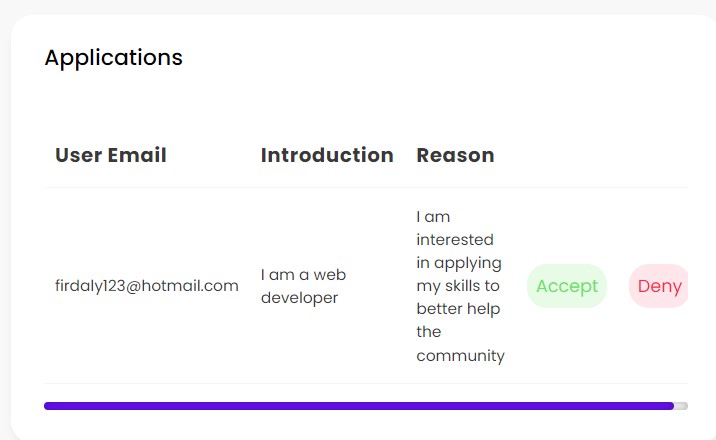 Applications
User Email Introduction Reason
firdaly123@hotmail.com
I am a web
developer
I am
interested
in applying
my skills to
better help
the
community
Accept
Deny